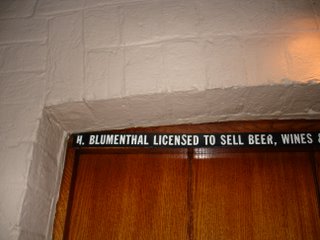 H. BLUMENTHAL LICENSED TO SELL BEER, WINES &